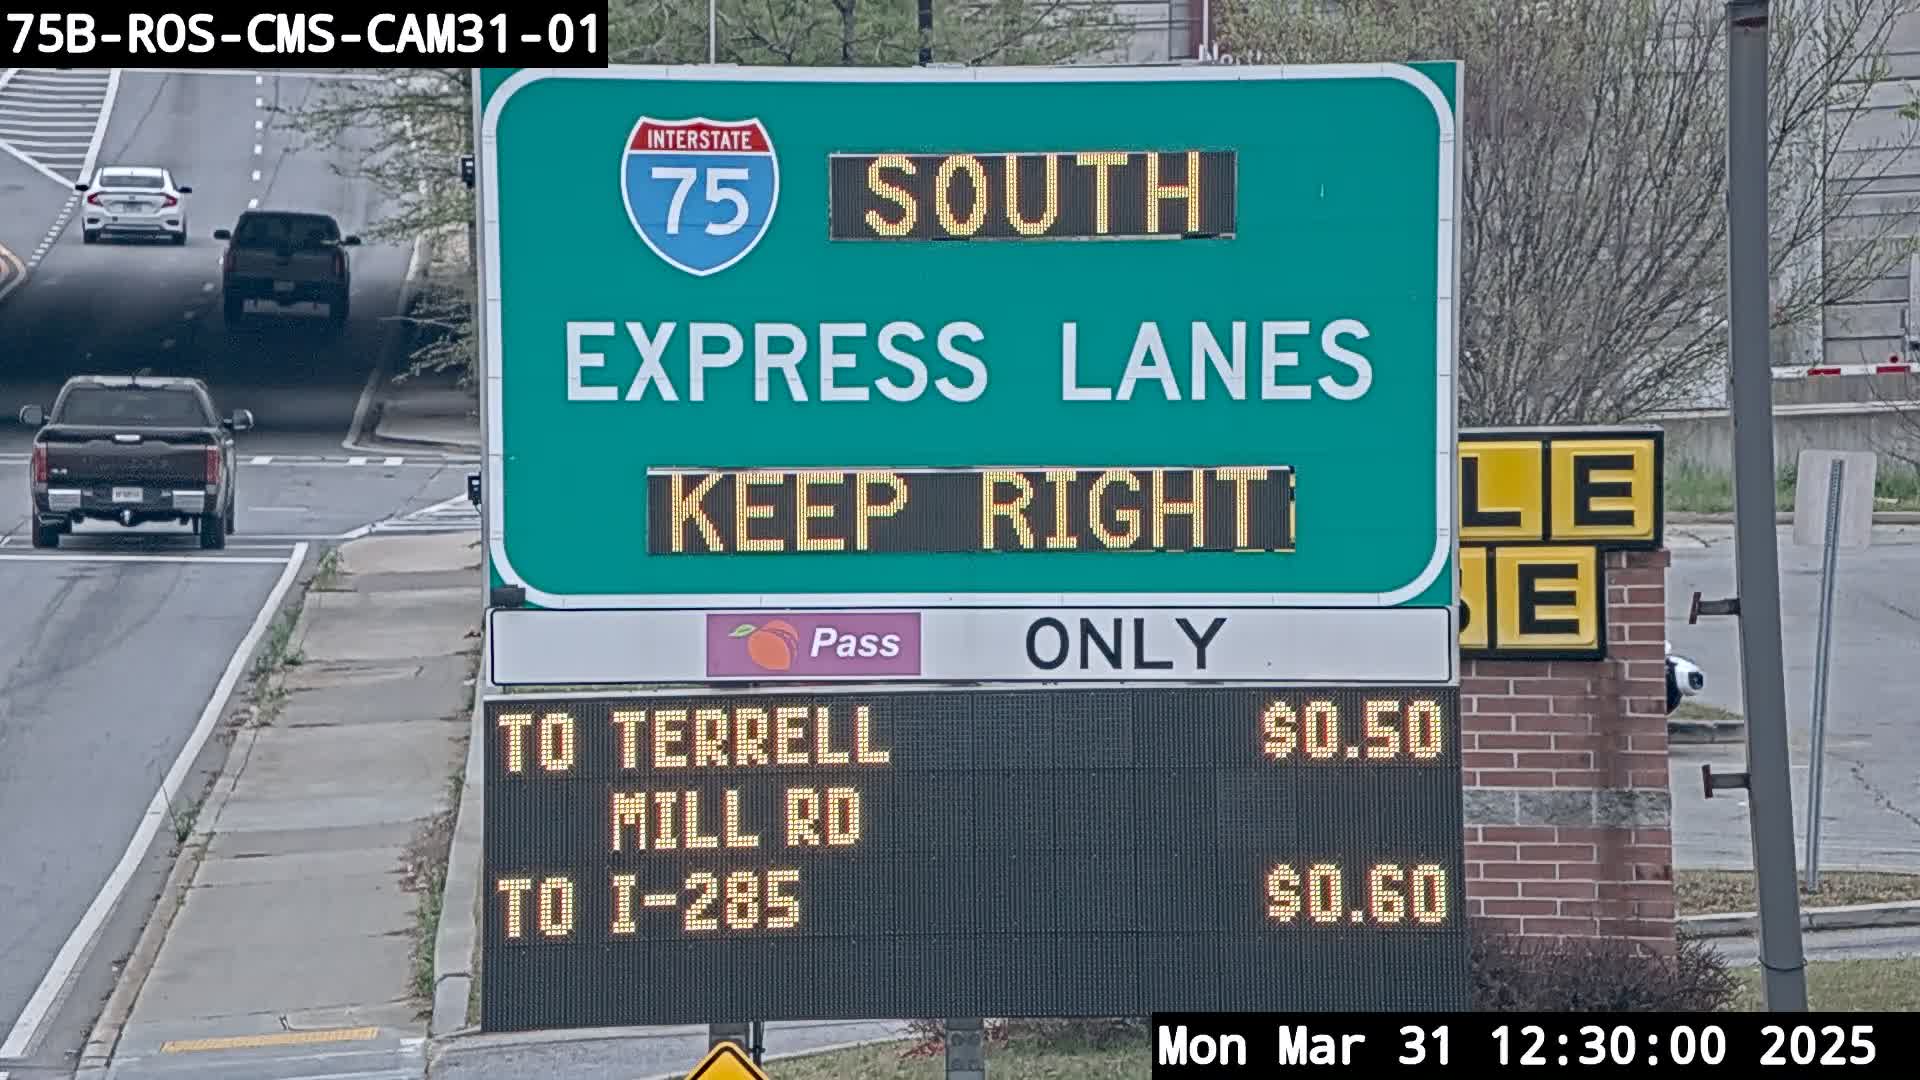 75B-ROS-CMS-CAM31-01
INTERSTATE
75
SOUTH
EXPRESS LANES
KEEP RIGHT
Pass ONLY
TO TERRELL $0.50
MILL RD
TO I-285 $0.60
LE
E
Mon Mar 31 12:30:00 2025